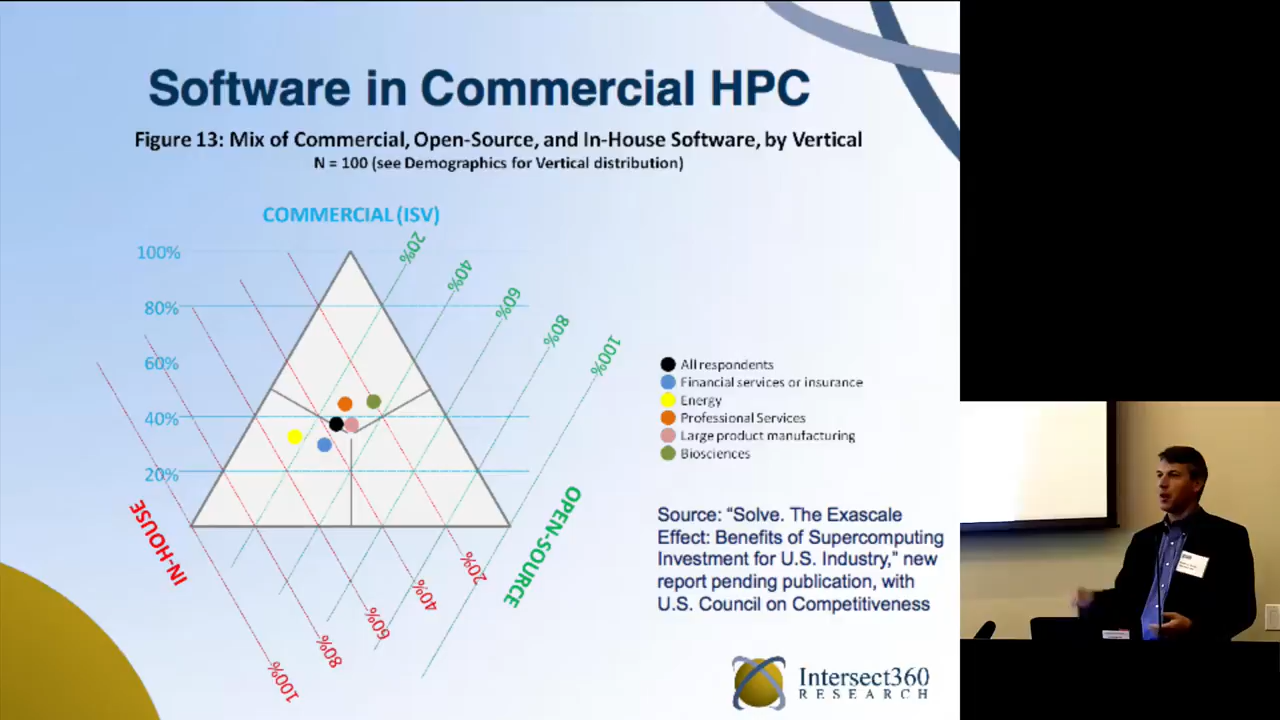 Software in Commercial HPC
Figure 13: Mix of Commercial, Open-Source, and In-House Software, by Vertical
N = 100 (see Demographics for Vertical distribution)
COMMERCIAL (ISV)
100%
80%
60%
40%
20%
20%
40%
60%
80%
100%
IN-HOUSE
OPEN-SOURCE
20%
40%
60%
80%
100%
All respondents
Financial services or insurance
Energy
Professional Services
Large product manufacturing
Biosciences
Source: “Solve. The Exascale
Effect: Benefits of Supercomputing
Investment for U.S. Industry,” new
report pending publication, with
U.S. Council on Competitiveness
Intersect360
RESEARCH